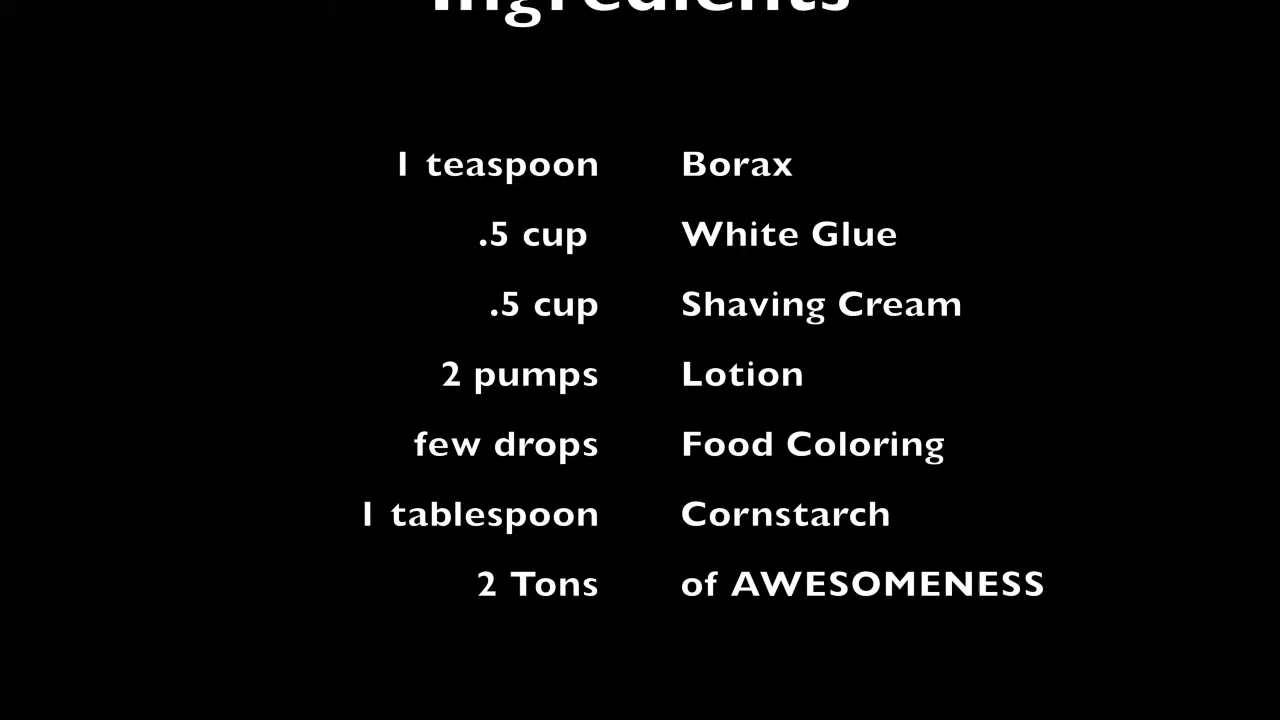 Ingredients
1 teaspoon Borax
.5 cup White Glue
.5 cup Shaving Cream
2 pumps Lotion
few drops Food Coloring
1 tablespoon Cornstarch
2 Tons of AWESOMENESS